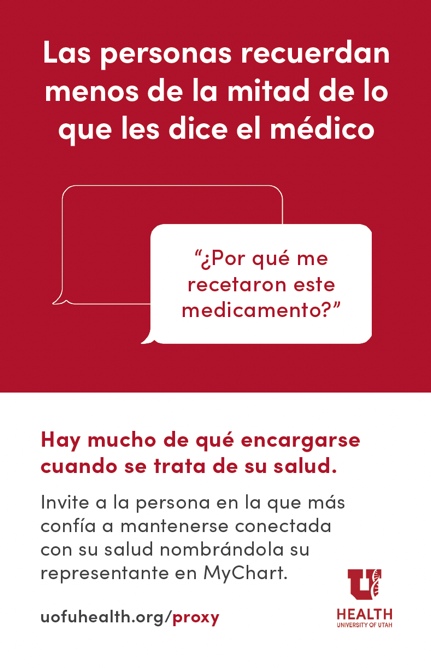 Las personas recuerdan
menos de la mitad de lo
que les dice el médico
“¿Por qué me
recetaron este
medicamento?”
Hay mucho de qué encargarse
cuando se trata de su salud.
Invite a la persona en la que más
confía a mantenerse conectada
con su salud nombrándola su
representante en MyChart.
uofuhealth.org/proxy
U
HEALTH
UNIVERSITY OF UTAH